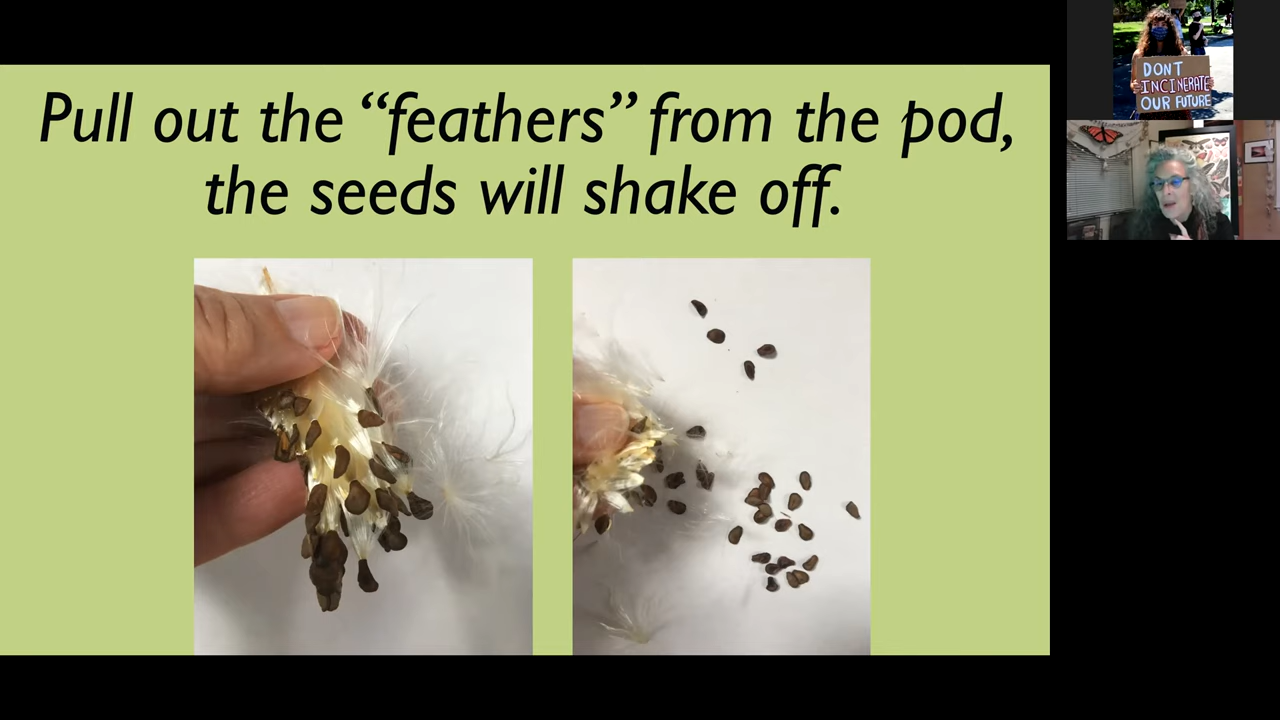 Pull out the “feathers” from the pod,
the seeds will shake off.
DONT
INCINERATE
OUR FUTURE